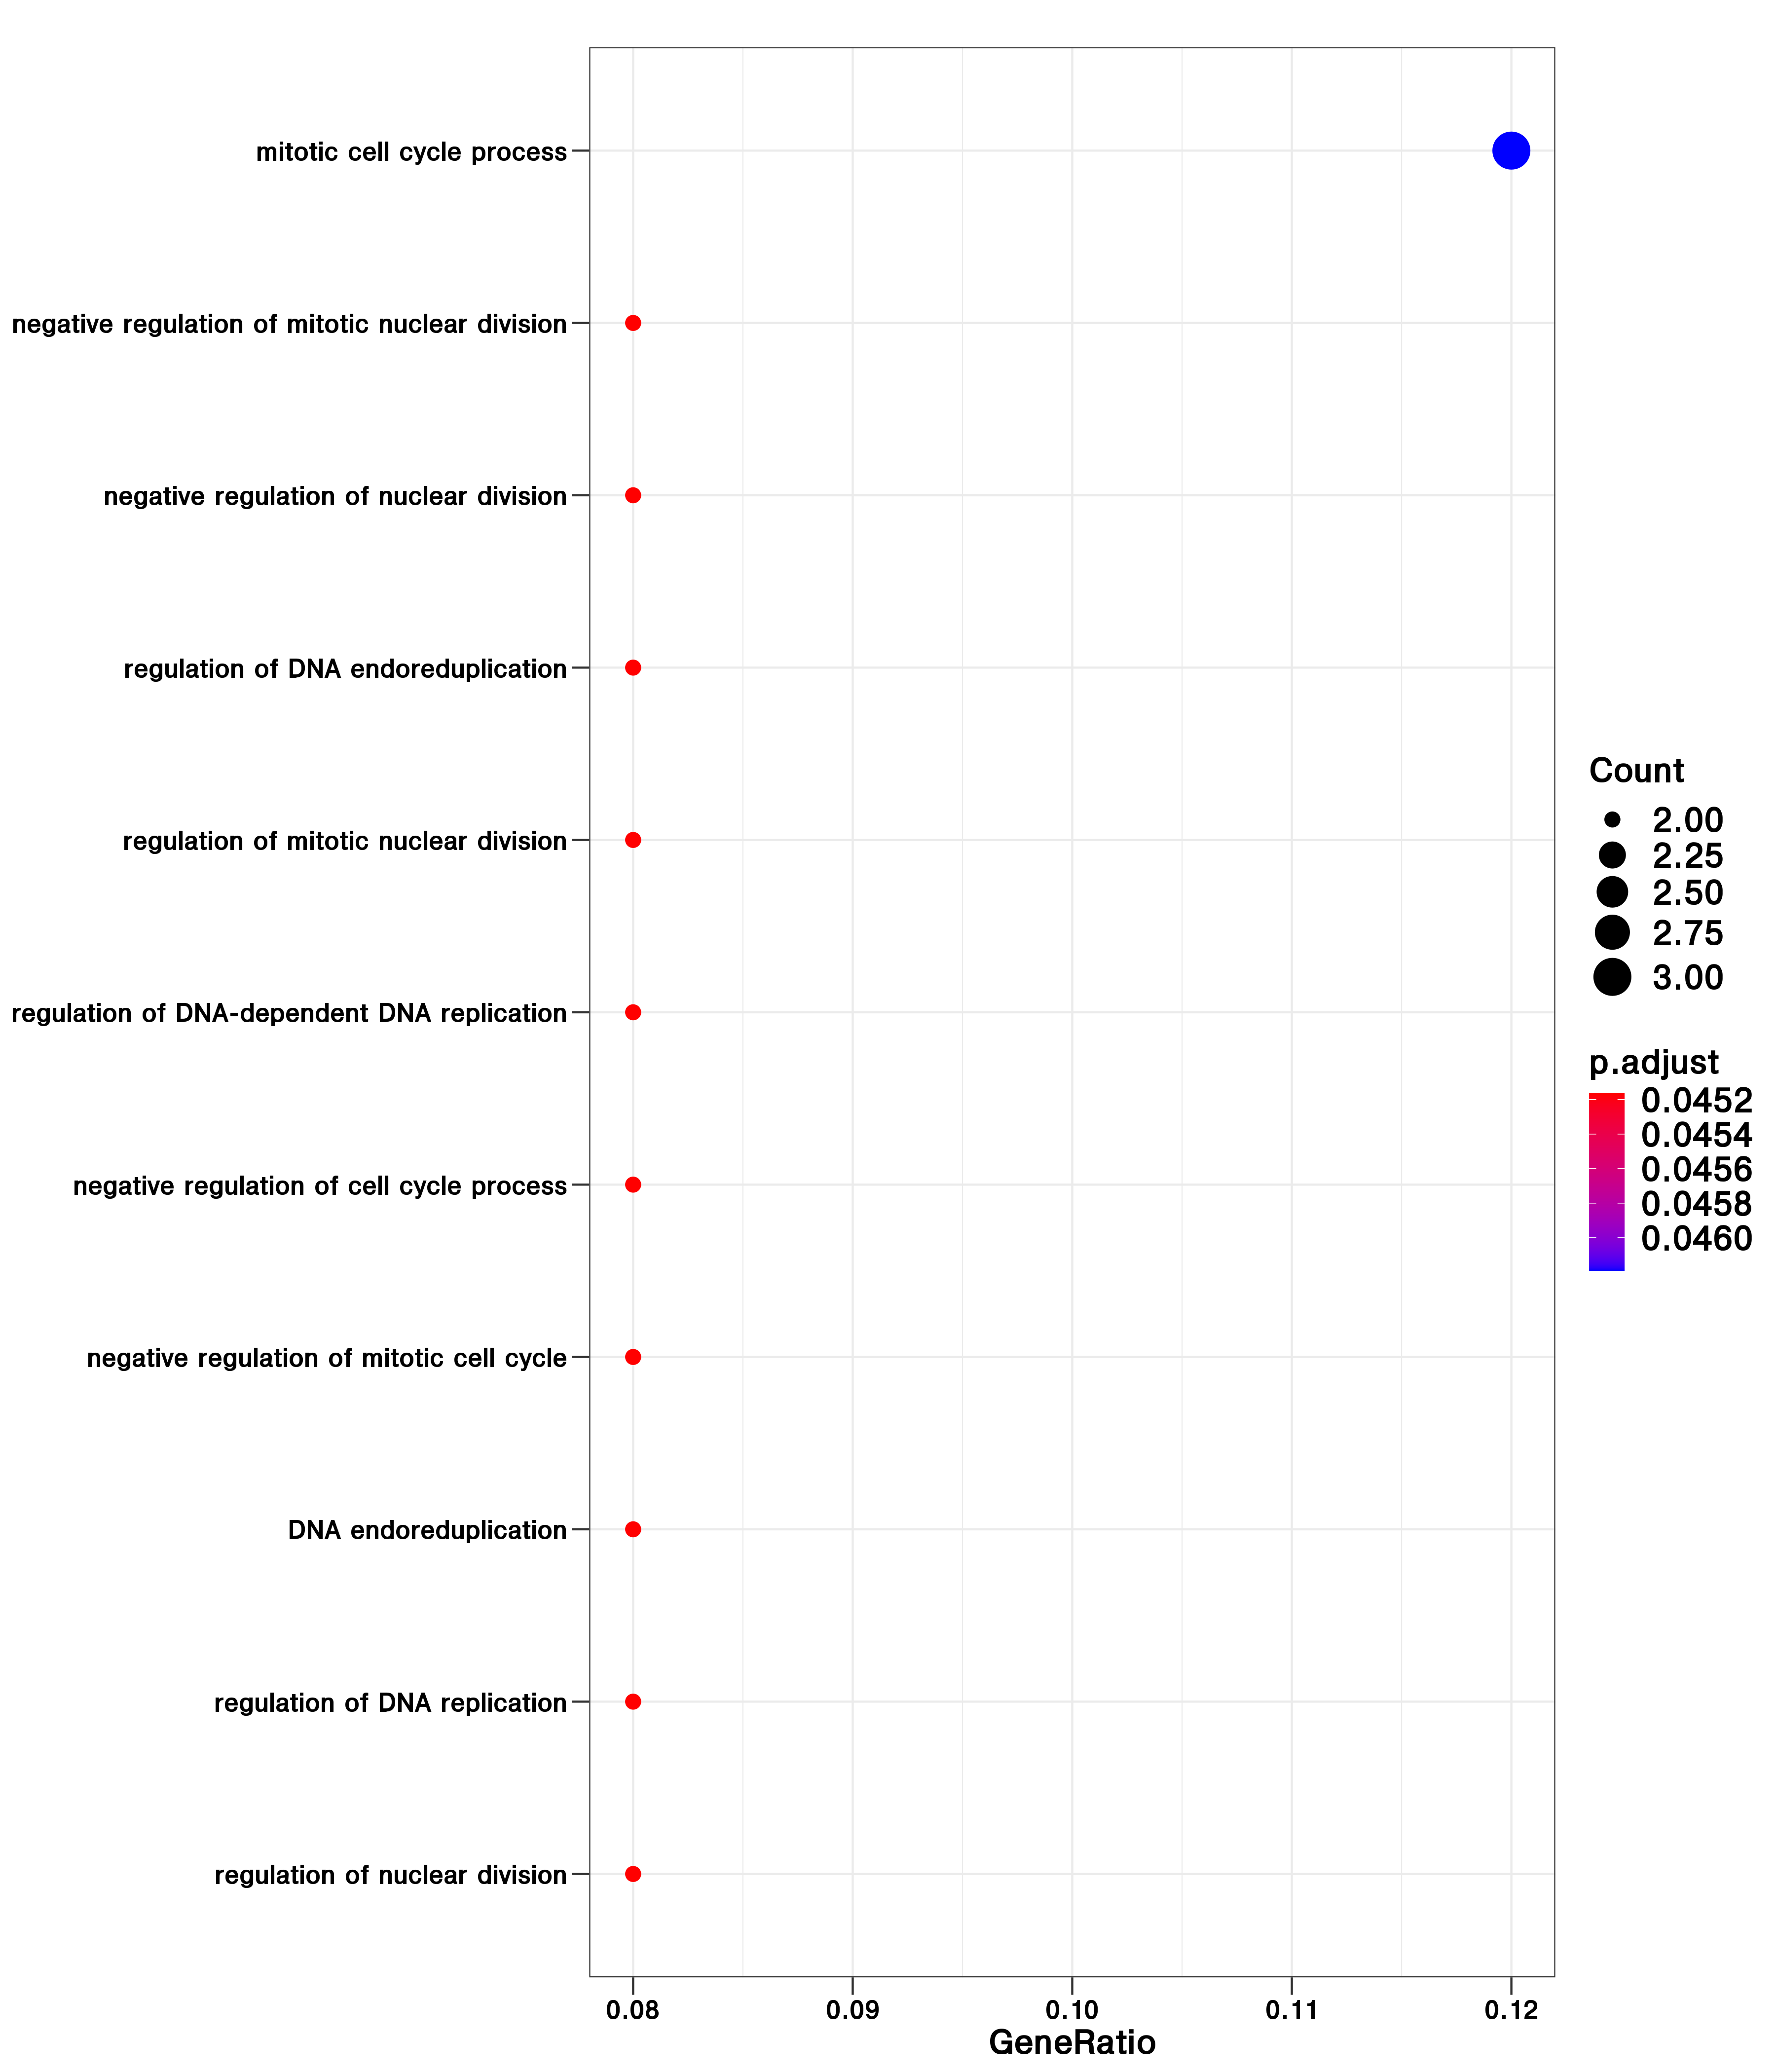 mitotic cell cycle process
negative regulation of mitotic nuclear division
negative regulation of nuclear division
regulation of DNA endoreduplication
regulation of mitotic nuclear division
regulation of DNA-dependent DNA replication
negative regulation of cell cycle process
negative regulation of mitotic cell cycle
DNA endoreduplication
regulation of DNA replication
regulation of nuclear division
0.08 0.09 0.10 0.11 0.12
GeneRatio
Count
2.00
2.25
2.50
2.75
3.00
p.adjust
0.0452
0.0454
0.0456
0.0458
0.0460